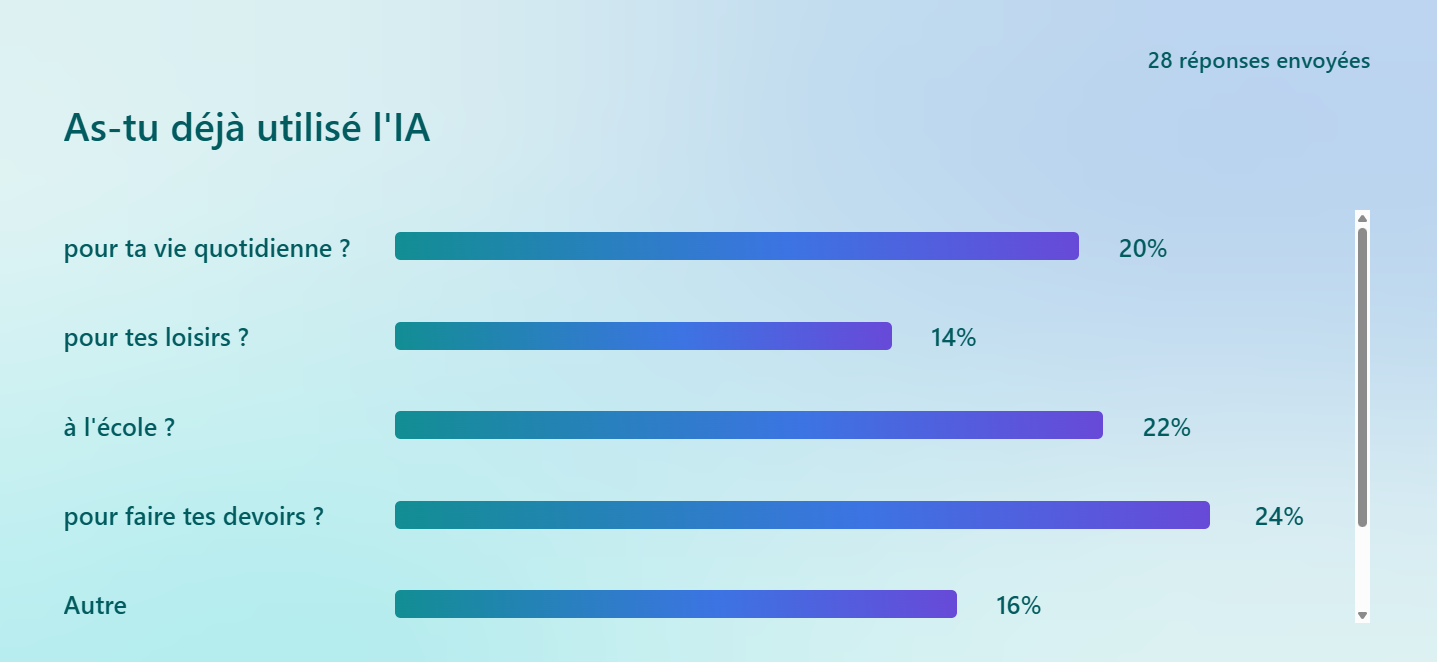 28 réponses envoyées
As-tu déjà utilisé l'IA
pour ta vie quotidienne ? 20%
pour tes loisirs ? 14%
à l'école ? 22%
pour faire tes devoirs ? 24%
Autre 16%